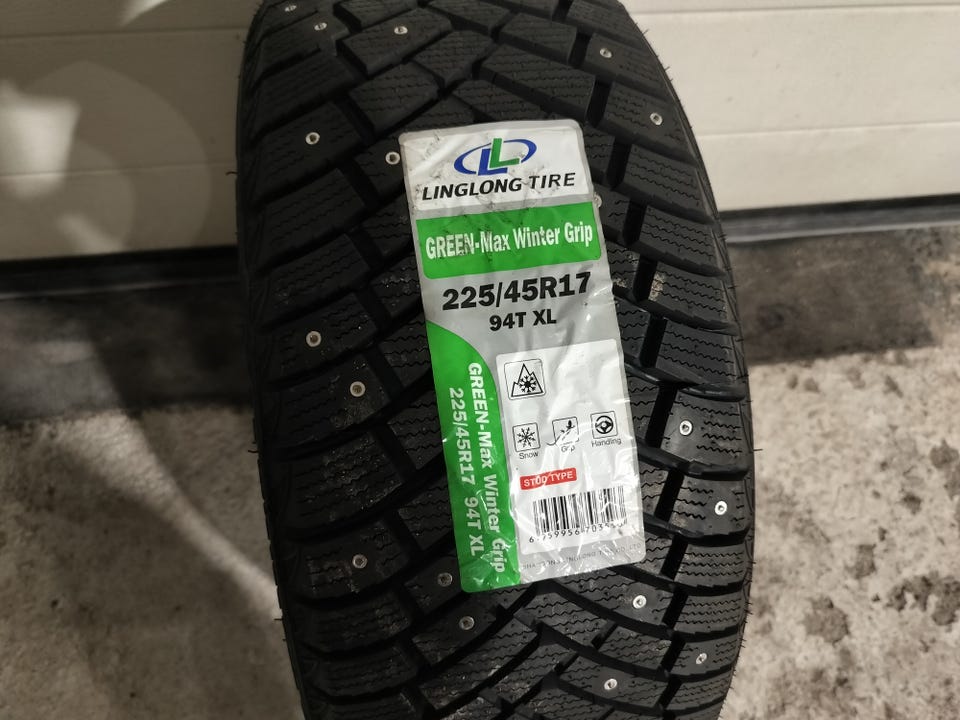 LINGLONG TIRE
GREEN-Max Winter Grip
225/45R17
94T XL
GREEN-Max Winter Grip
225/45R17 94T XL
Snow
Grip
Handling
STUD TYPE